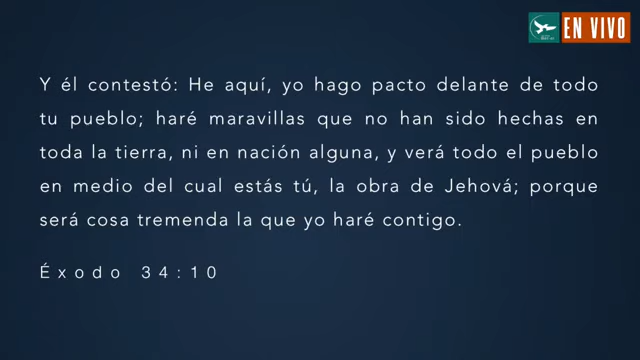 EN VIVO
Y él contestó: He aquí, yo hago pacto delante de todo
tu pueblo; haré maravillas que no han sido hechas en
toda la tierra, ni en nación alguna, y verá todo el pueblo
en medio del cual estás tú, la obra de Jehová; porque
será cosa tremenda la que yo haré contigo.
Éxodo 34:10